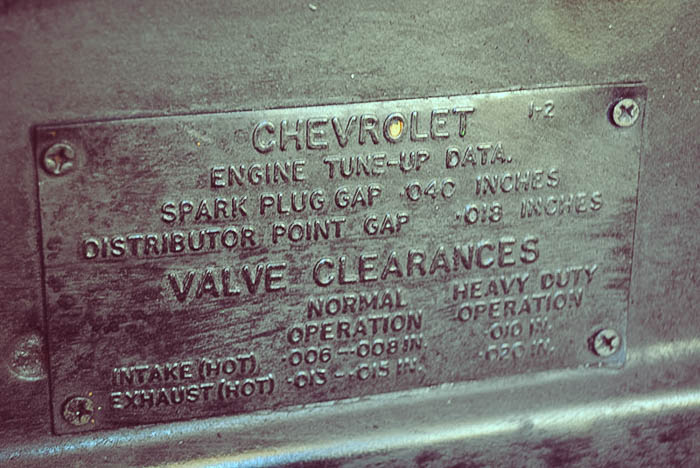 CHEVROLET 1-2
ENGINE TUNE-UP DATA.
SPARK PLUG GAP .040 INCHES
DISTRIBUTOR POINT GAP .018 INCHES
VALVE CLEARANCES
NORMAL HEAVY DUTY
OPERATION OPERATION
INTAKE (HOT) .006-.008 IN. .010 IN.
EXHAUST (HOT) .013-.015 IN. .020 IN.